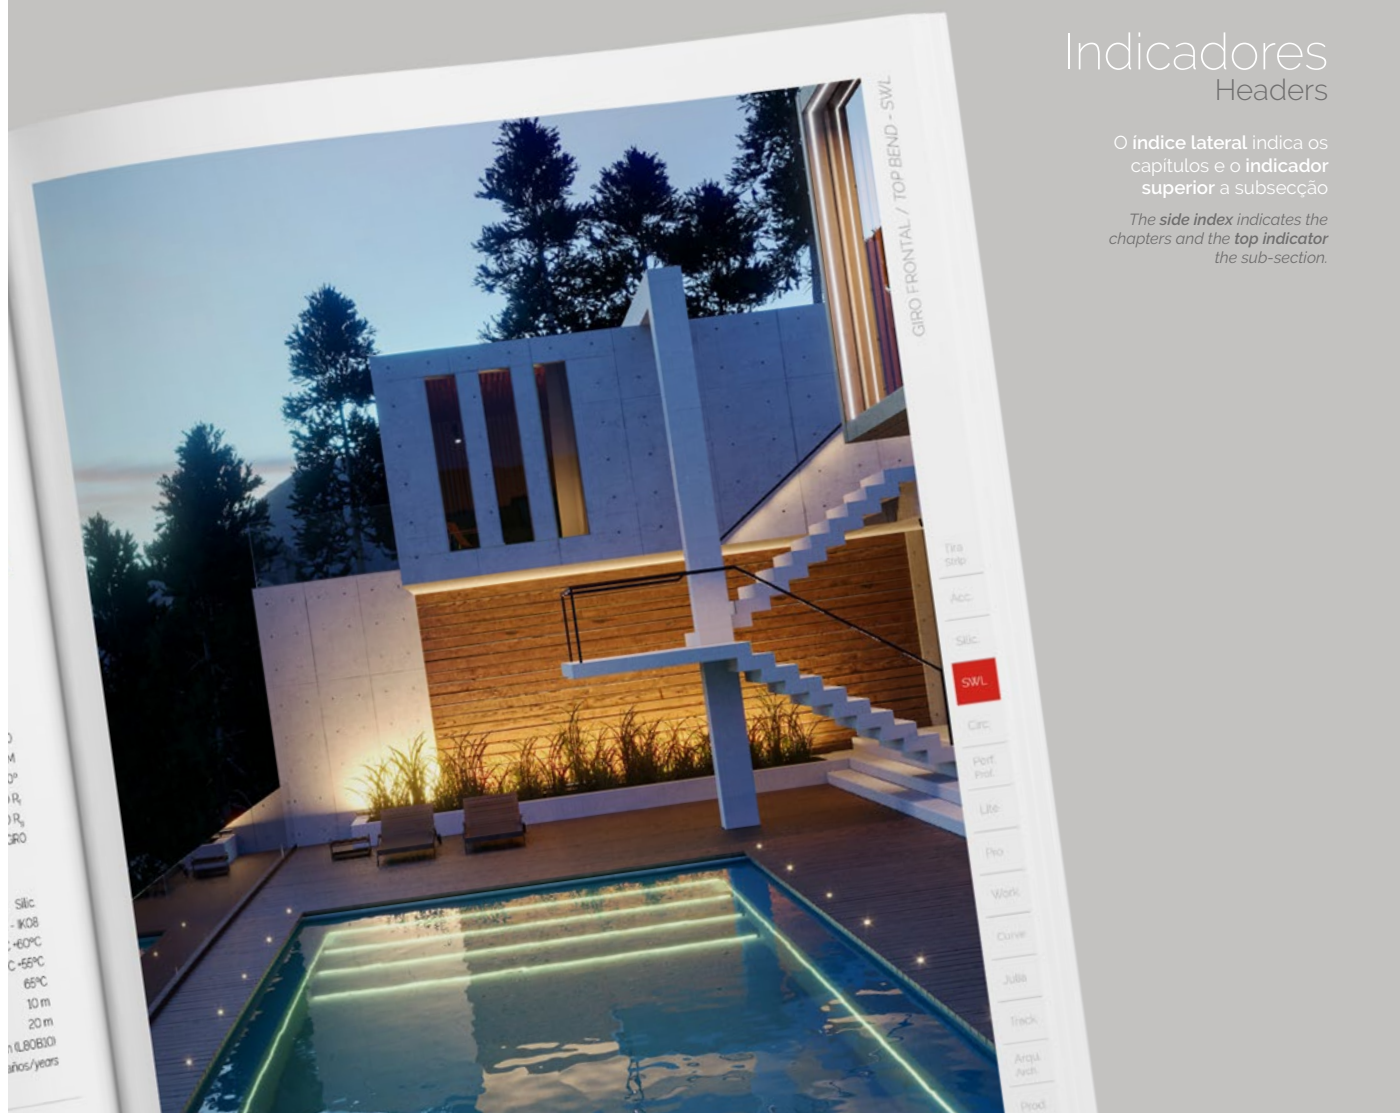 Indicadores
Headers
O índice lateral indica os
capítulos e o indicador
superior a subsecção
The side index indicates the
chapters and the top indicator
the sub-section.
GIRO FRONTAL / TOP BEND - SWL
Tira
Strip
Acc.
Silic.
SWL
Circ.
Perf.
Prof.
Lite
Pro
Work
Curve
Julia
Track
Arqu.
Arch.
Prod
Silic
- IK08
-60ºC
-55ºC
65ºC
10 m
20 m
(L80B10)
años/years